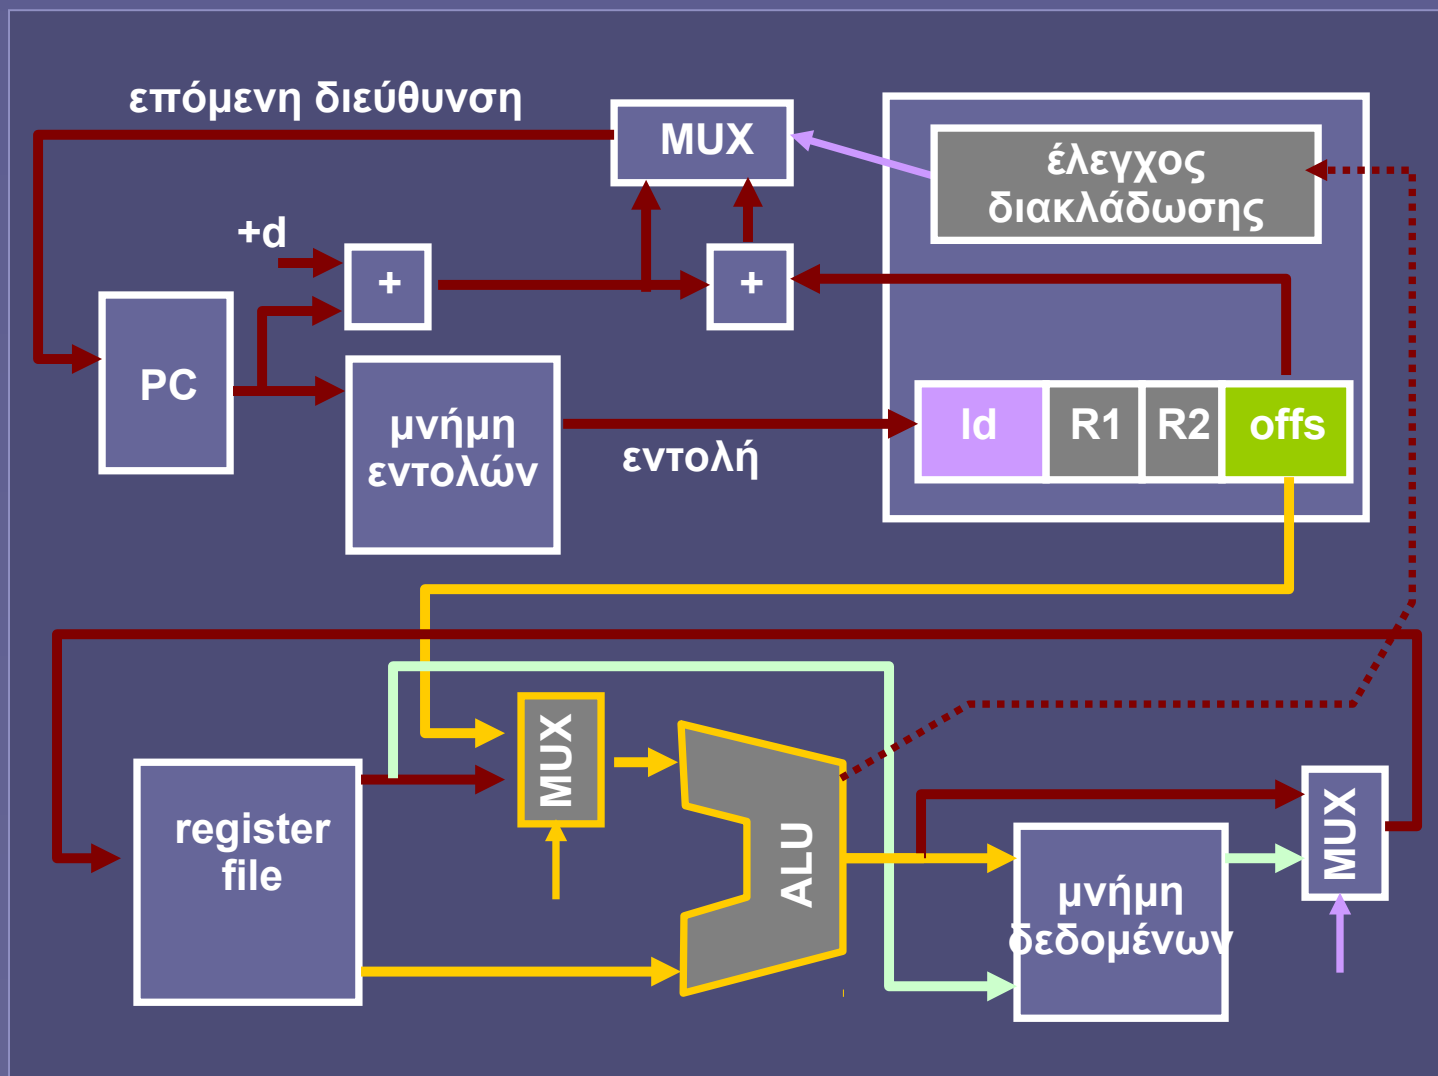 επόμενη διεύθυνση
MUX
έλεγχος
διακλάδωσης
+d
+
+
PC
μνήμη
εντολών
εντολή
ld
R1
R2
offs
MUX
register
file
ALU
MUX
μνήμη
δεδομένων